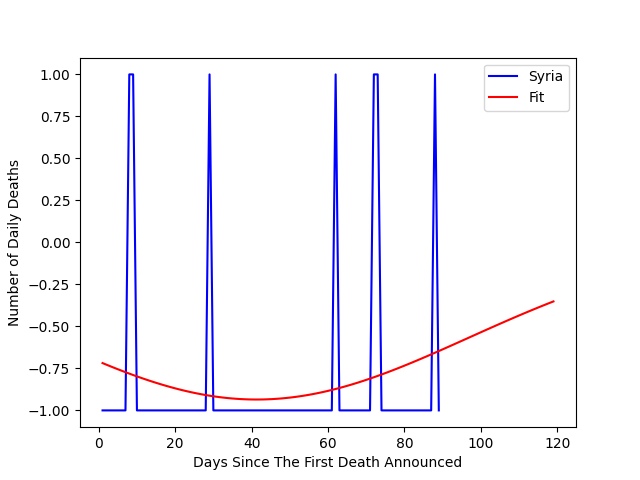 1.00
0.75
0.50
0.25
0.00
−0.25
−0.50
−0.75
−1.00
Number of Daily Deaths
Syria
Fit
0 20 40 60 80 100 120
Days Since The First Death Announced